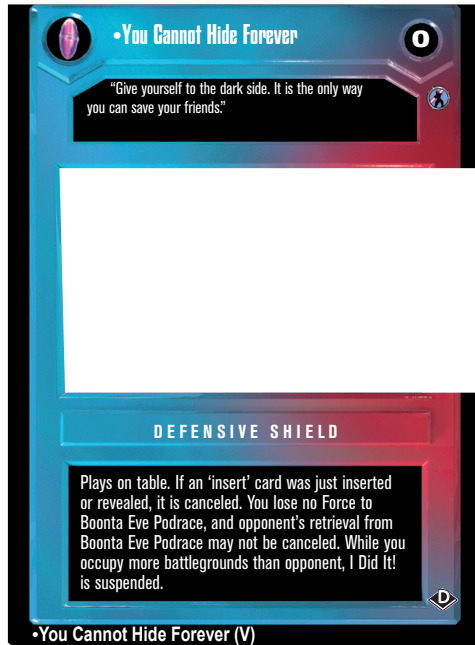 •You Cannot Hide Forever
0
“Give yourself to the dark side. It is the only way
you can save your friends.”
DEFENSIVE SHIELD
Plays on table. If an ‘insert’ card was just inserted
or revealed, it is canceled. You lose no Force to
Boonta Eve Podrace, and opponent’s retrieval from
Boonta Eve Podrace may not be canceled. While you
occupy more battlegrounds than opponent, I Did It!
is suspended.
D
•You Cannot Hide Forever (V)